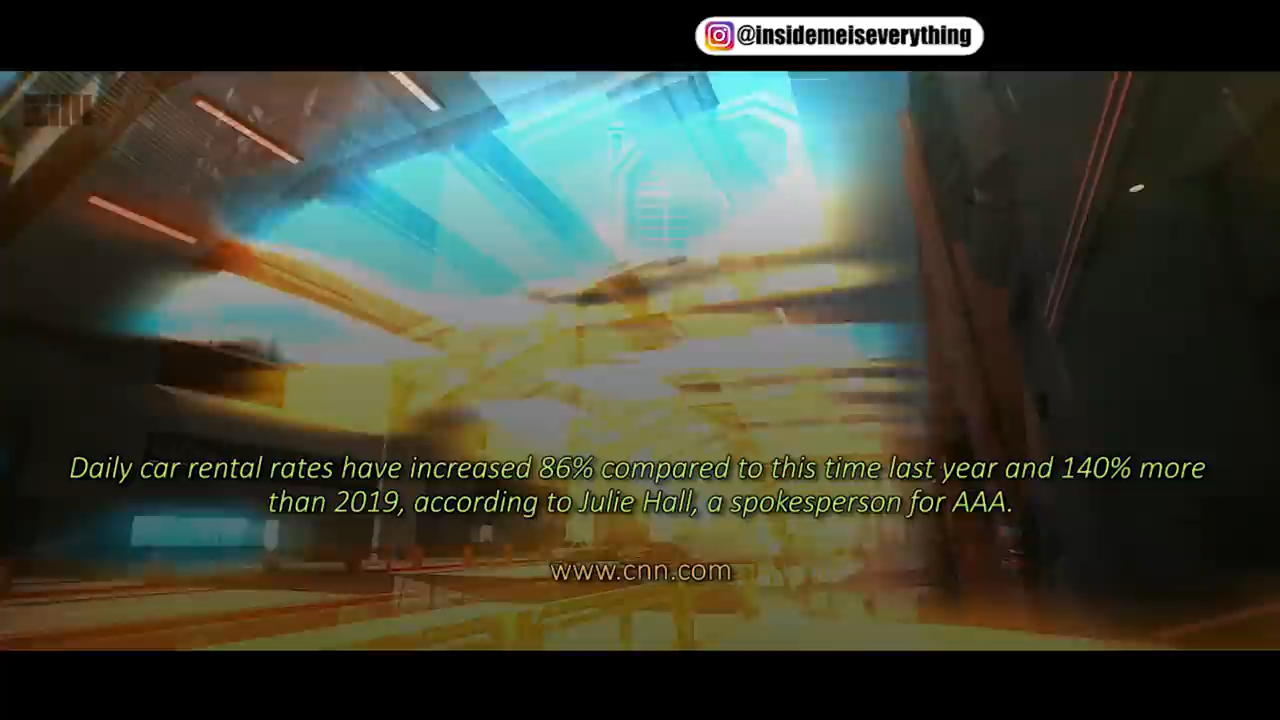 @insidemeiseverything
Daily car rental rates have increased 86% compared to this time last year and 140% more
than 2019, according to Julie Hall, a spokesperson for AAA.
www.cnn.com